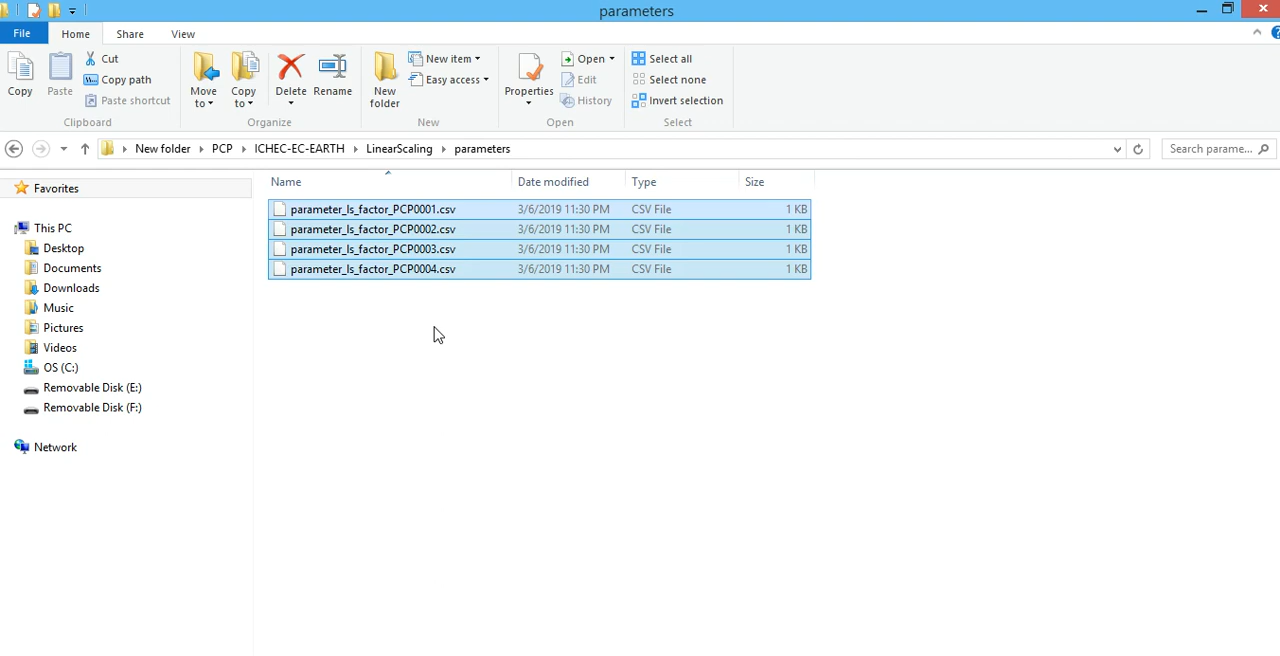 parameters
File Home Share View
Copy Paste Cut Copy path Paste shortcut Clipboard
Move to Copy to Delete Rename Organize
New folder New item Easy access New
Properties Open Edit History Open
Select all Select none Invert selection Select
New folder PCP ICHEC-EC-EARTH LinearScaling parameters Search parame...
Name Date modified Type Size
parameter_ls_factor_PCP0001.csv 3/6/2019 11:30 PM CSV File 1 KB
parameter_ls_factor_PCP0002.csv 3/6/2019 11:30 PM CSV File 1 KB
parameter_ls_factor_PCP0003.csv 3/6/2019 11:30 PM CSV File 1 KB
parameter_ls_factor_PCP0004.csv 3/6/2019 11:30 PM CSV File 1 KB
Favorites
This PC
Desktop
Documents
Downloads
Music
Pictures
Videos
OS (C:)
Removable Disk (E:)
Removable Disk (F:)
Network